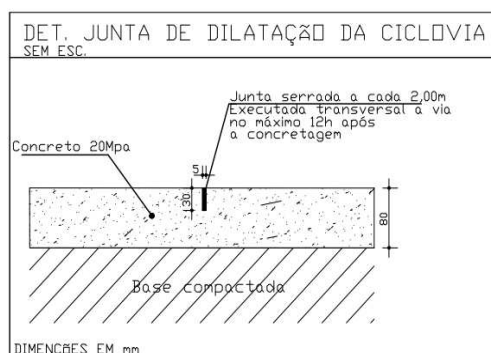 DET. JUNTA DE DILATAÇÃO DA CICLOVIA
SEM ESC.
Junta serrada a cada 2,00m
Executada transversal a via
no máximo 12h após
a concretagem
Concreto 20Mpa
5
30
80
Base compactada
DIMENÇÕES EM mm